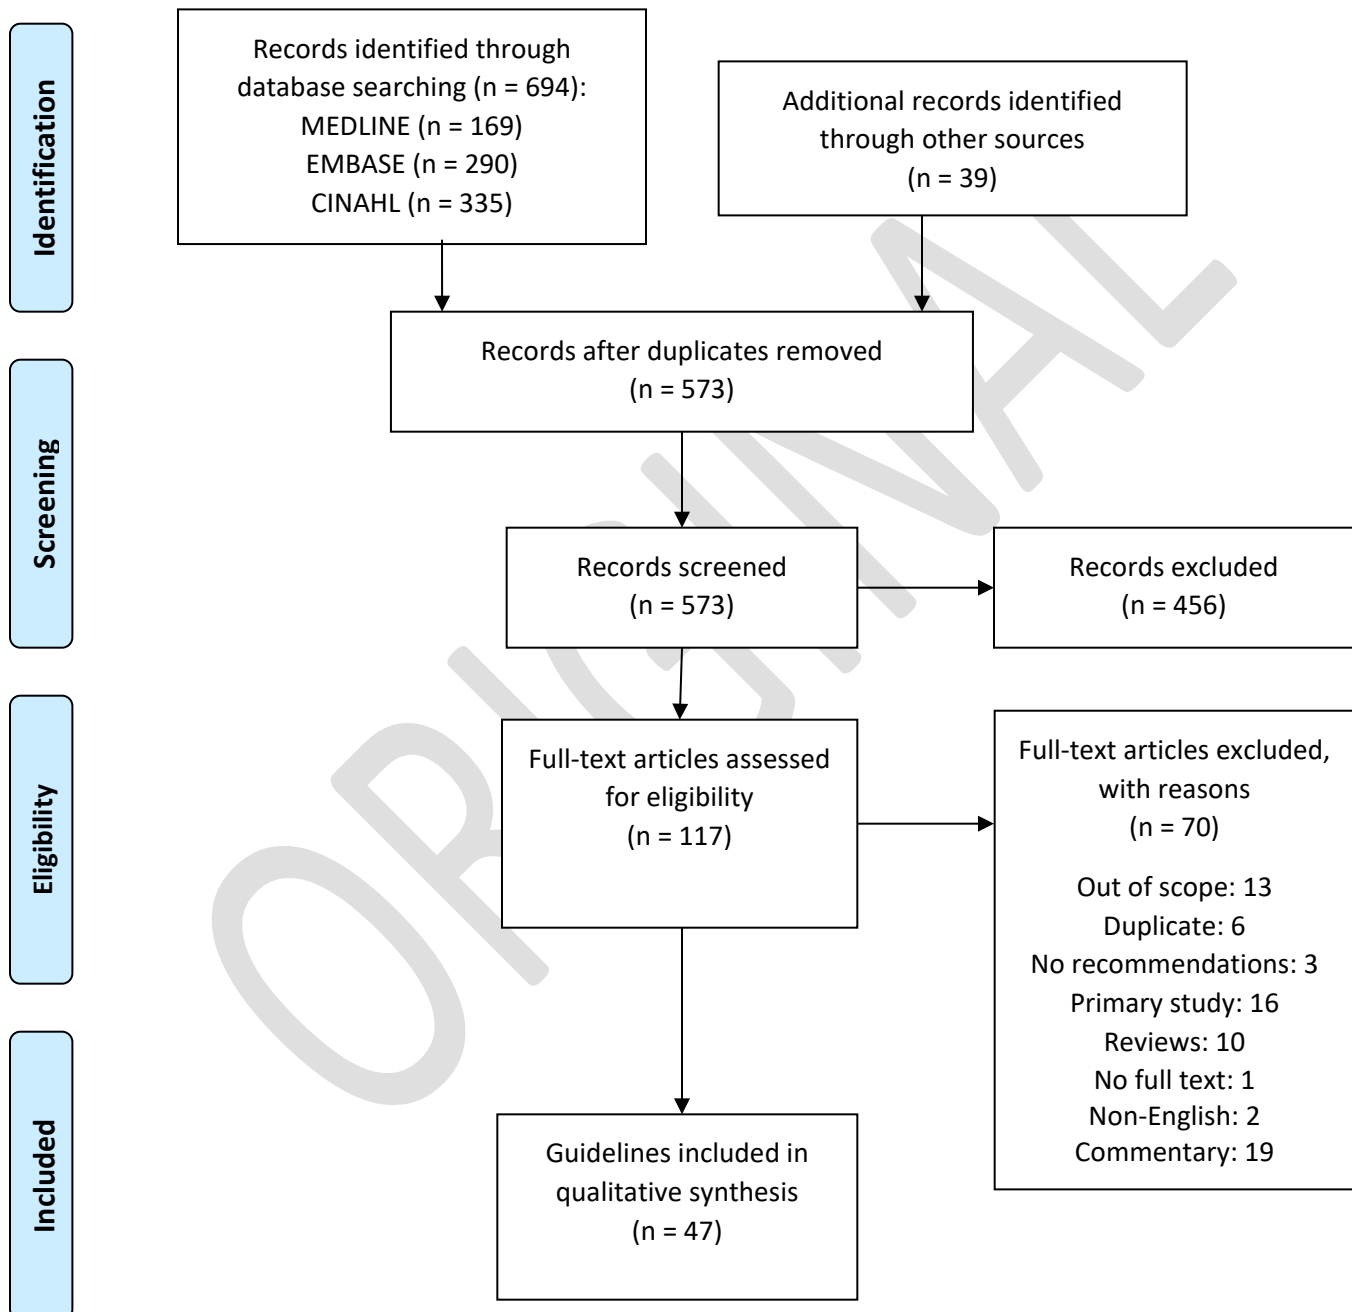 Identification
Records identified through
database searching (n = 694):
MEDLINE (n = 169)
EMBASE (n = 290)
CINAHL (n = 335)
Additional records identified
through other sources
(n = 39)
Records after duplicates removed
(n = 573)
Screening
Records screened
(n = 573)
Records excluded
(n = 456)
Eligibility
Full-text articles assessed
for eligibility
(n = 117)
Full-text articles excluded,
with reasons
(n = 70)
Out of scope: 13
Duplicate: 6
No recommendations: 3
Primary study: 16
Reviews: 10
No full text: 1
Non-English: 2
Commentary: 19
Included
Guidelines included in
qualitative synthesis
(n = 47)
ORIGINAL